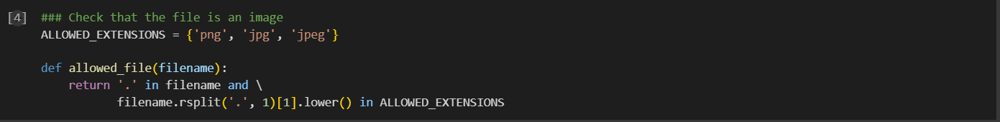 [4] ### Check that the file is an image
ALLOWED_EXTENSIONS = {'png', 'jpg', 'jpeg'}
def allowed_file(filename):
return '.' in filename and \
filename.rsplit('.', 1)[1].lower() in ALLOWED_EXTENSIONS